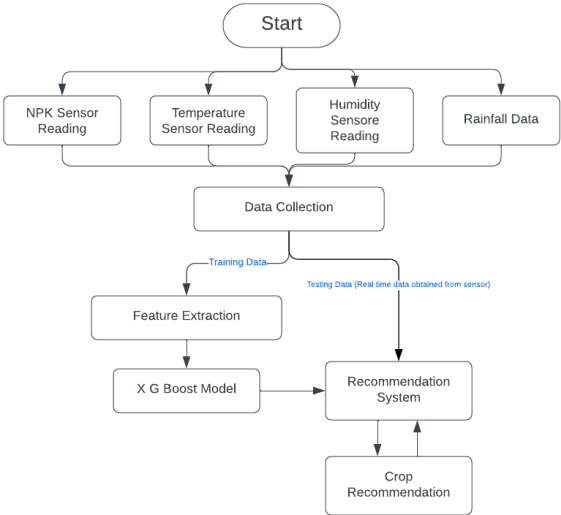 Start
NPK Sensor
Reading
Temperature
Sensor Reading
Humidity
Sensore
Reading
Rainfall Data
Data Collection
Training Data
Testing Data (Real time data obtained from sensor)
Feature Extraction
X G Boost Model
Recommendation
System
Crop
Recommendation